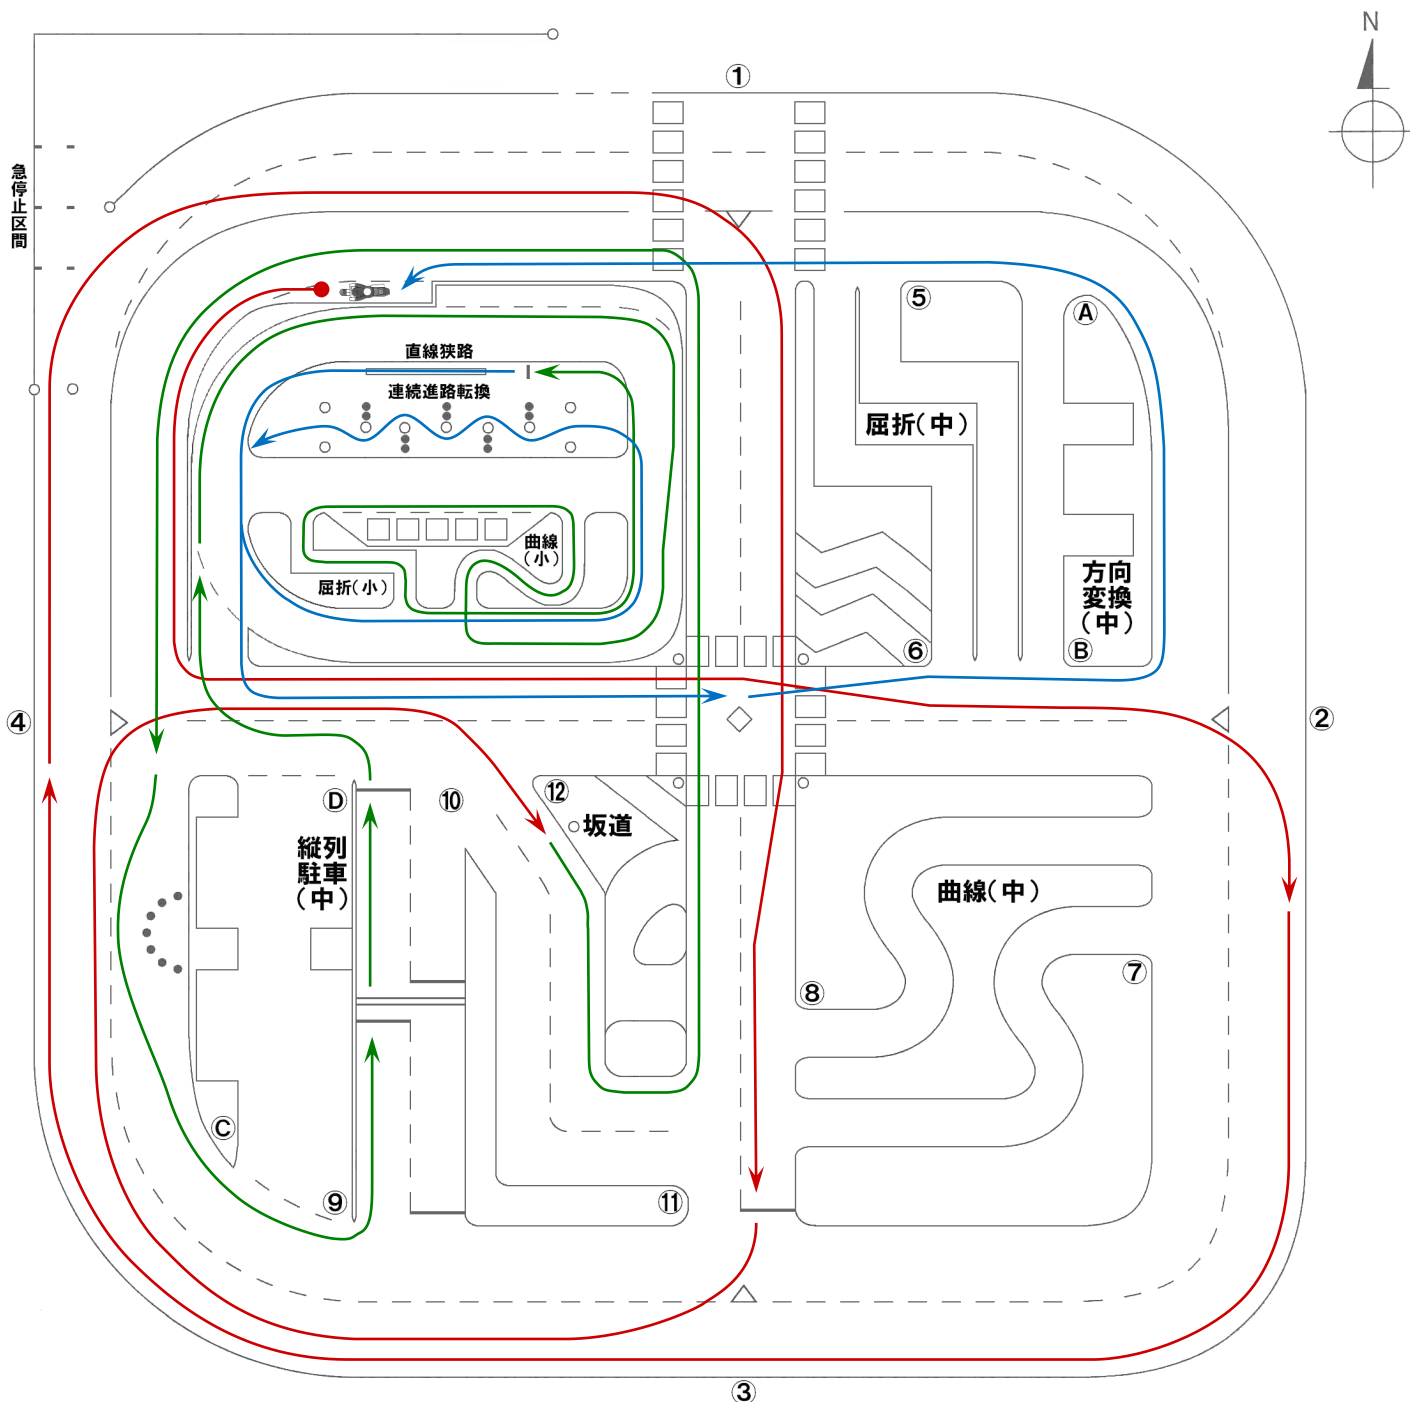 N
①
急停止区間
⑤
A
直線狭路
連続進路転換
屈折(中)
曲線
(小)
屈折(小)
方向
変換
(中)
⑥
B
④
②
D
⑩
⑫
坂道
縦列
駐車
(中)
曲線(中)
⑦
⑧
C
⑨
⑪
③